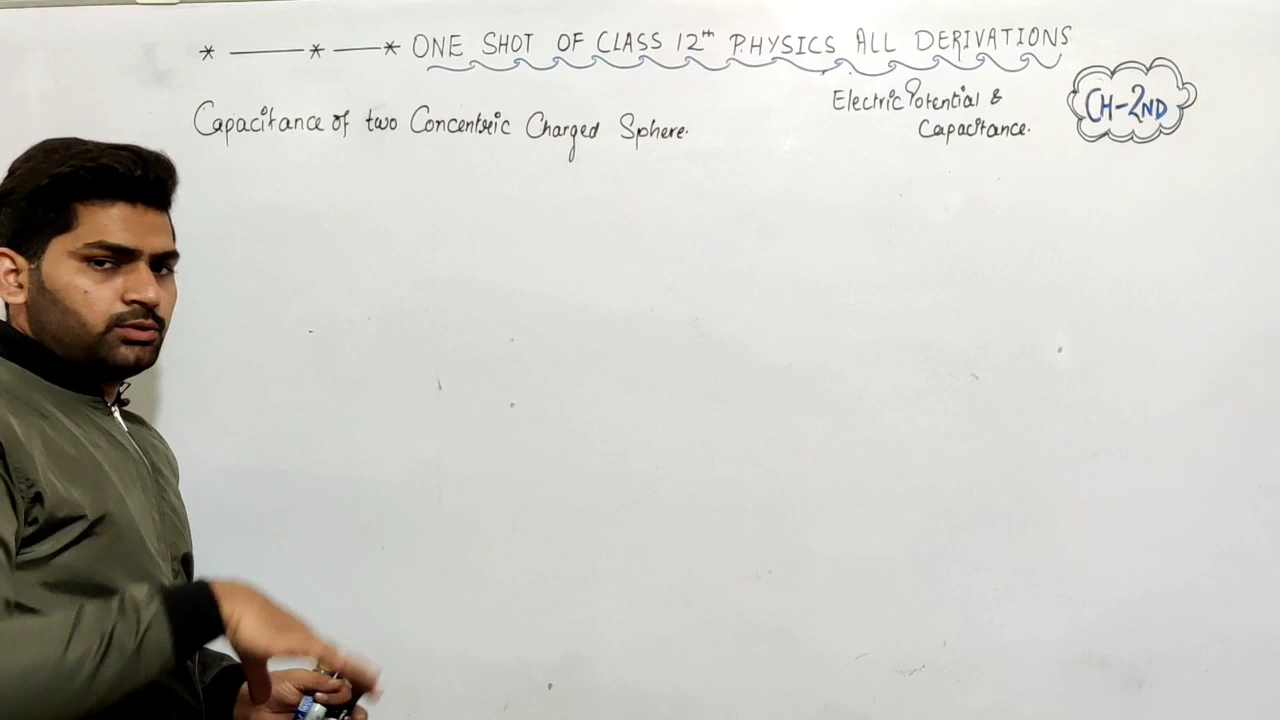 * ——— * —— * ONE SHOT OF CLASS 12th PHYSICS ALL DERIVATIONS
Electric Potential &
Capacitance.
CH-2ND
Capacitance of two Concentric Charged Sphere.